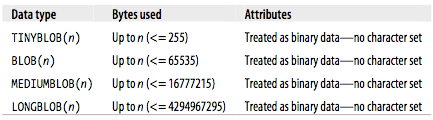 Data type Bytes used Attributes
TINYBLOB(n) Up to n (<= 255) Treated as binary data—no character set
BLOB(n) Up to n (<= 65535) Treated as binary data—no character set
MEDIUMBLOB(n) Up to n (<= 16777215) Treated as binary data—no character set
LONGBLOB(n) Up to n (<= 4294967295) Treated as binary data—no character set